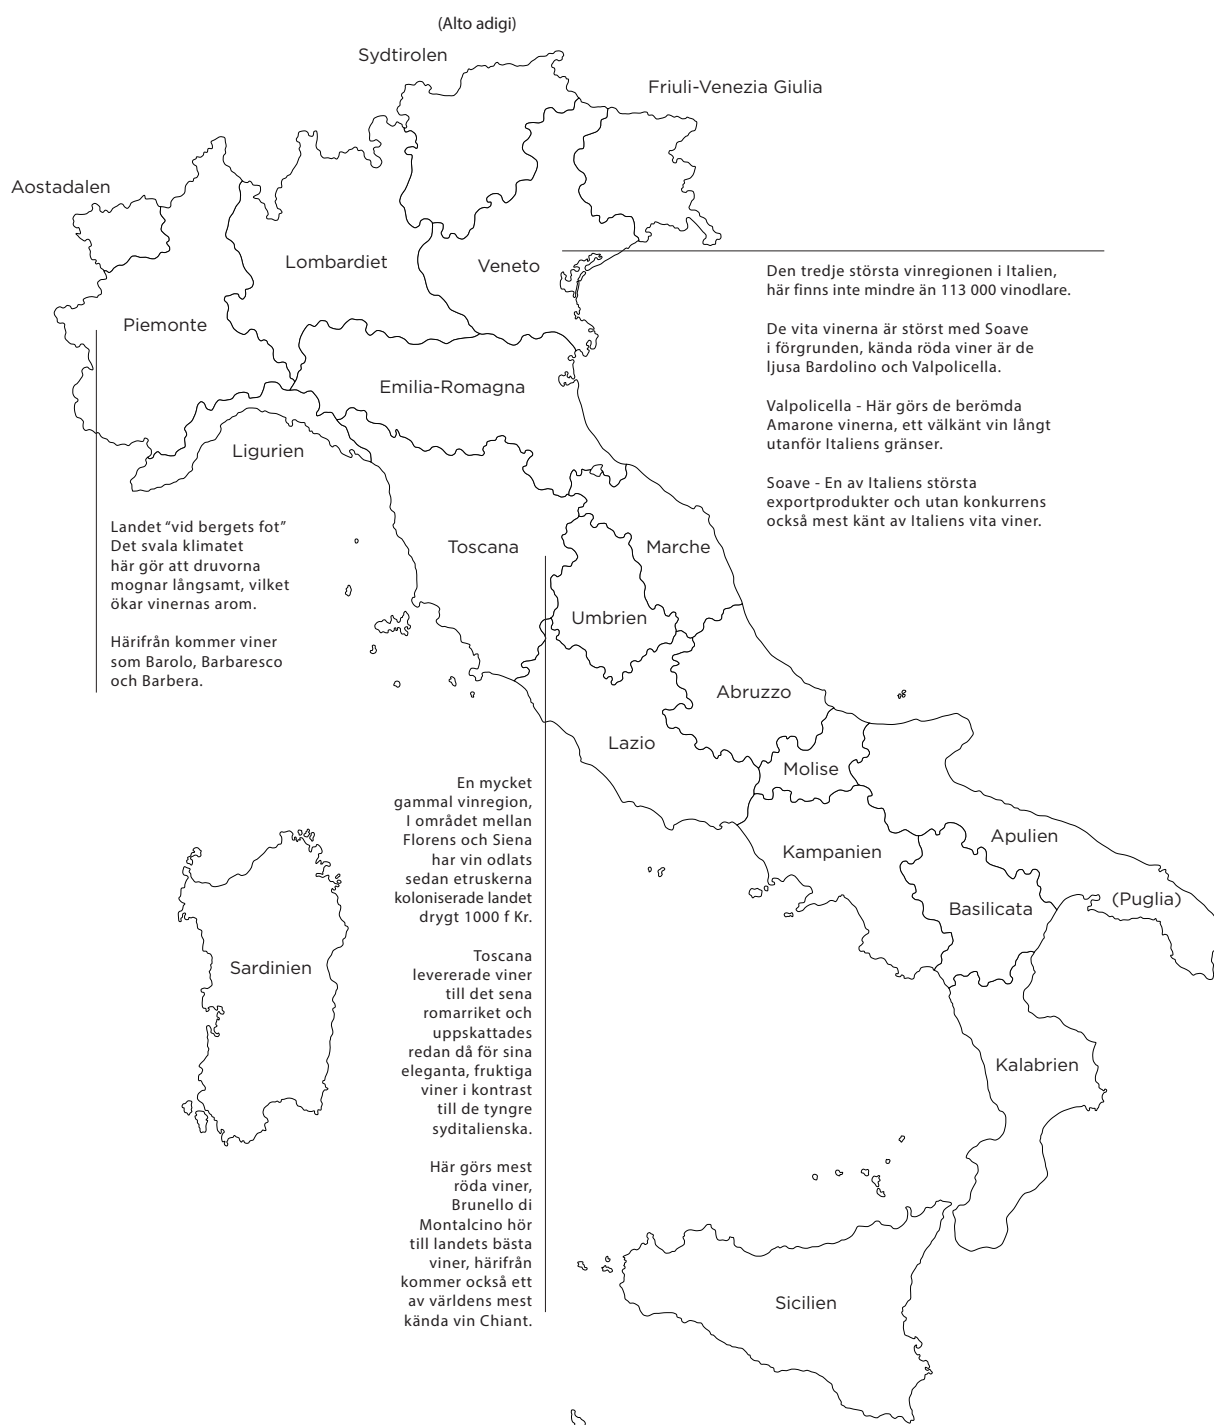 (Alto adigi)
Sydtirolen
Friuli-Venezia Giulia
Aostadalen
Lombardiet
Veneto
Piemonte
Emilia-Romagna
Ligurien
Toscana
Marche
Umbrien
Abruzzo
Lazio
Molise
Kampanien
Apulien
(Puglia)
Basilicata
Sardinien
Kalabrien
Sicilien
Den tredje största vinregionen i Italien,
här finns inte mindre än 113 000 vinodlare.
De vita vinerna är störst med Soave
i förgrunden, kända röda viner är de
ljusa Bardolino och Valpolicella.
Valpolicella - Här görs de berömda
Amarone vinerna, ett välkänt vin långt
utanför Italiens gränser.
Soave - En av Italiens största
exportprodukter och utan konkurrens
också mest känt av Italiens vita viner.
Landet “vid bergets fot”
Det svala klimatet
här gör att druvorna
mognar långsamt, vilket
ökar vinernas arom.
Härifrån kommer viner
som Barolo, Barbaresco
och Barbera.
En mycket
gammal vinregion,
I området mellan
Florens och Siena
har vin odlats
sedan etruskerna
koloniserade landet
drygt 1000 f Kr.
Toscana
levererade viner
till det sena
romarriket och
uppskattades
redan då för sina
eleganta, fruktiga
viner i kontrast
till de tyngre
syditalienska.
Här görs mest
röda viner,
Brunello di
Montalcino hör
till landets bästa
viner, härifrån
kommer också ett
av världens mest
kända vin Chiant.